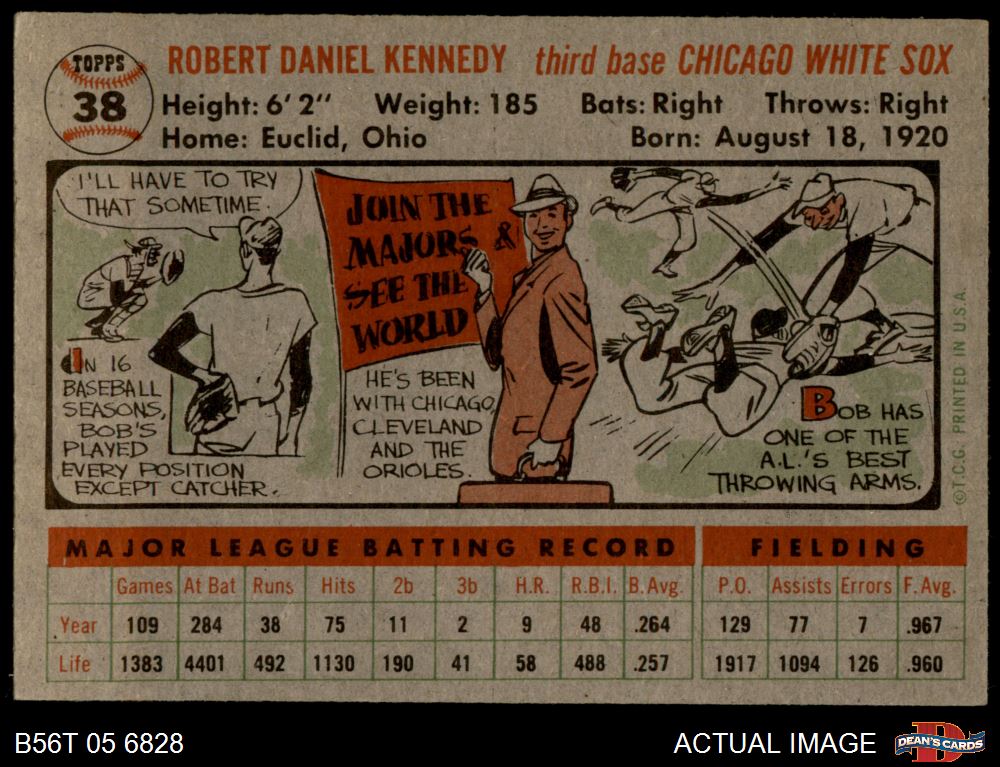 TOPPS
38
ROBERT DANIEL KENNEDY third base CHICAGO WHITE SOX
Height: 6' 2" Weight: 185 Bats: Right Throws: Right
Home: Euclid, Ohio Born: August 18, 1920
I'LL HAVE TO TRY
THAT SOMETIME.
IN 16
BASEBALL
SEASONS,
BOB'S
PLAYED
EVERY POSITION
EXCEPT CATCHER.
JOIN THE
MAJORS &
SEE THE
WORLD
HE'S BEEN
WITH CHICAGO,
CLEVELAND
AND THE
ORIOLES.
BOB HAS
ONE OF THE
A.L.'S BEST
THROWING ARMS.
©T.C.G. PRINTED IN U.S.A.
MAJOR LEAGUE BATTING RECORD FIELDING
Games At Bat Runs Hits 2b 3b H.R. R.B.I. B.Avg. P.O. Assists Errors F.Avg.
Year 109 284 38 75 11 2 9 48 .264 129 77 7 .967
Life 1383 4401 492 1130 190 41 58 488 .257 1917 1094 126 .960
B56T 05 6828 ACTUAL IMAGE
D
DEAN'S CARDS